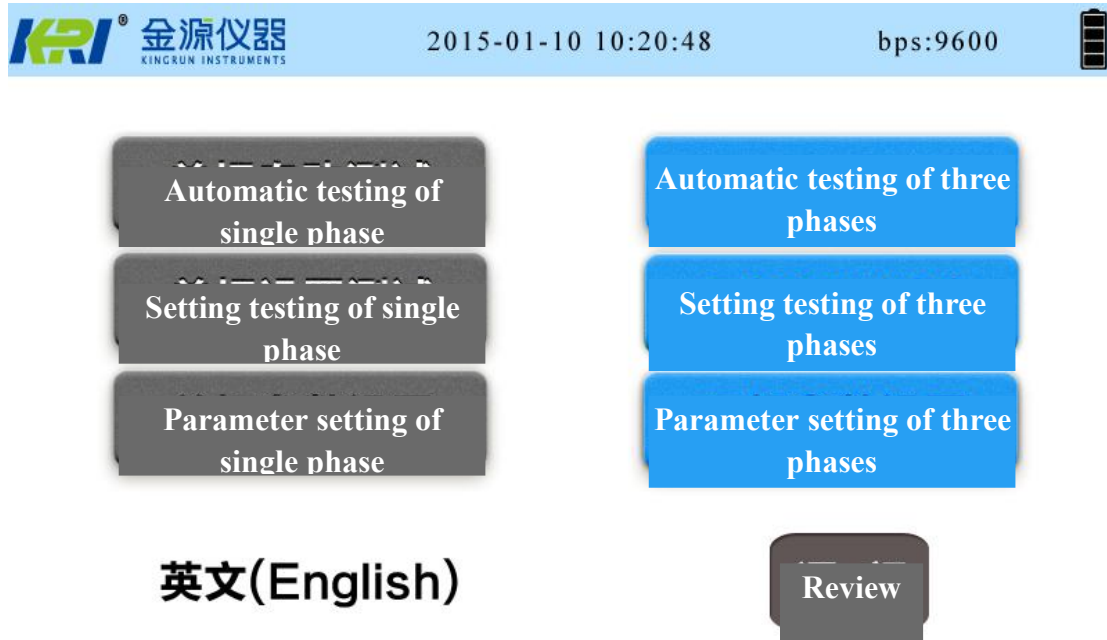 KRI® 金源仪器
KINGRUN INSTRUMENTS
2015-01-10 10:20:48
bps:9600
Automatic testing of
single phase
Automatic testing of three
phases
Setting testing of single
phase
Setting testing of three
phases
Parameter setting of
single phase
Parameter setting of three
phases
英文(English)
Review